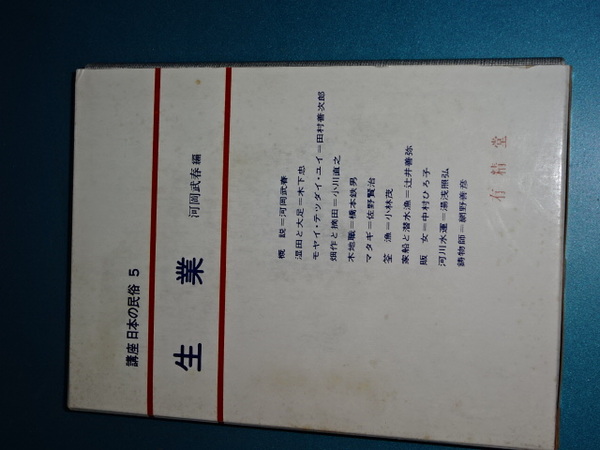 講座 日本の民俗 5
生業
河岡武春編
概説＝河岡武春
湿田と大足＝木下忠
モヤイ・テツダイ・ユイ＝田村善次郎
畑作と摘田＝小川直之
木地職＝橋本鉄男
マタギ＝佐野賢治
筌漁＝小林茂
家船と潜水漁＝辻井善弥
販女＝中村ひろ子
河川水運＝湯浅照弘
鋳物師＝網野善彦
有精堂